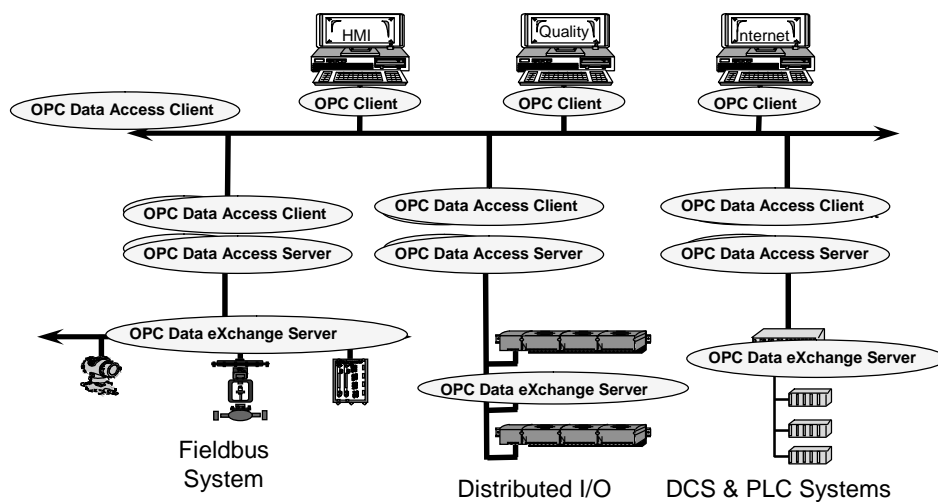 HMI
Quality
Internet
OPC Client
OPC Client
OPC Client
OPC Data Access Client
OPC Data Access Client
OPC Data Access Client
OPC Data Access Client
OPC Data Access Server
OPC Data Access Server
OPC Data Access Server
OPC Data eXchange Server
OPC Data eXchange Server
OPC Data eXchange Server
Fieldbus
System
Distributed I/O
DCS & PLC Systems